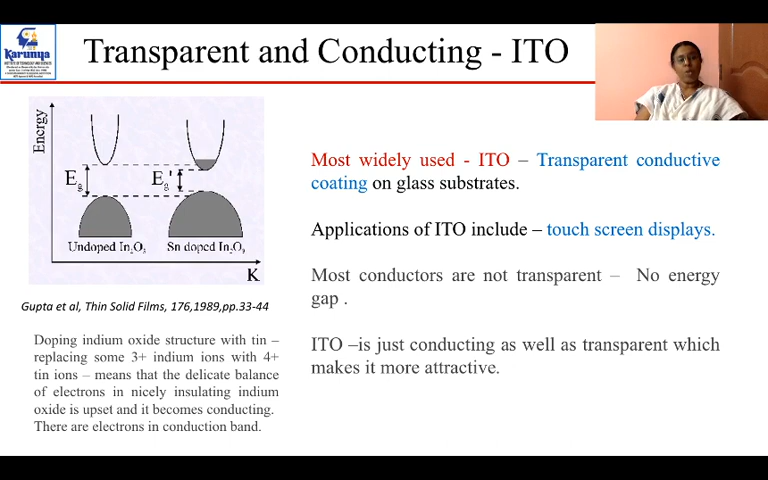 Karunya
Transparent and Conducting - ITO
Energy
E_g
E_g'
Undoped In₂O₃
Sn doped In₂O₃
K
Gupta et al, Thin Solid Films, 176,1989,pp.33-44
Doping indium oxide structure with tin –
replacing some 3+ indium ions with 4+
tin ions – means that the delicate balance
of electrons in nicely insulating indium
oxide is upset and it becomes conducting.
There are electrons in conduction band.
Most widely used - ITO – Transparent conductive
coating on glass substrates.
Applications of ITO include – touch screen displays.
Most conductors are not transparent – No energy
gap .
ITO –is just conducting as well as transparent which
makes it more attractive.